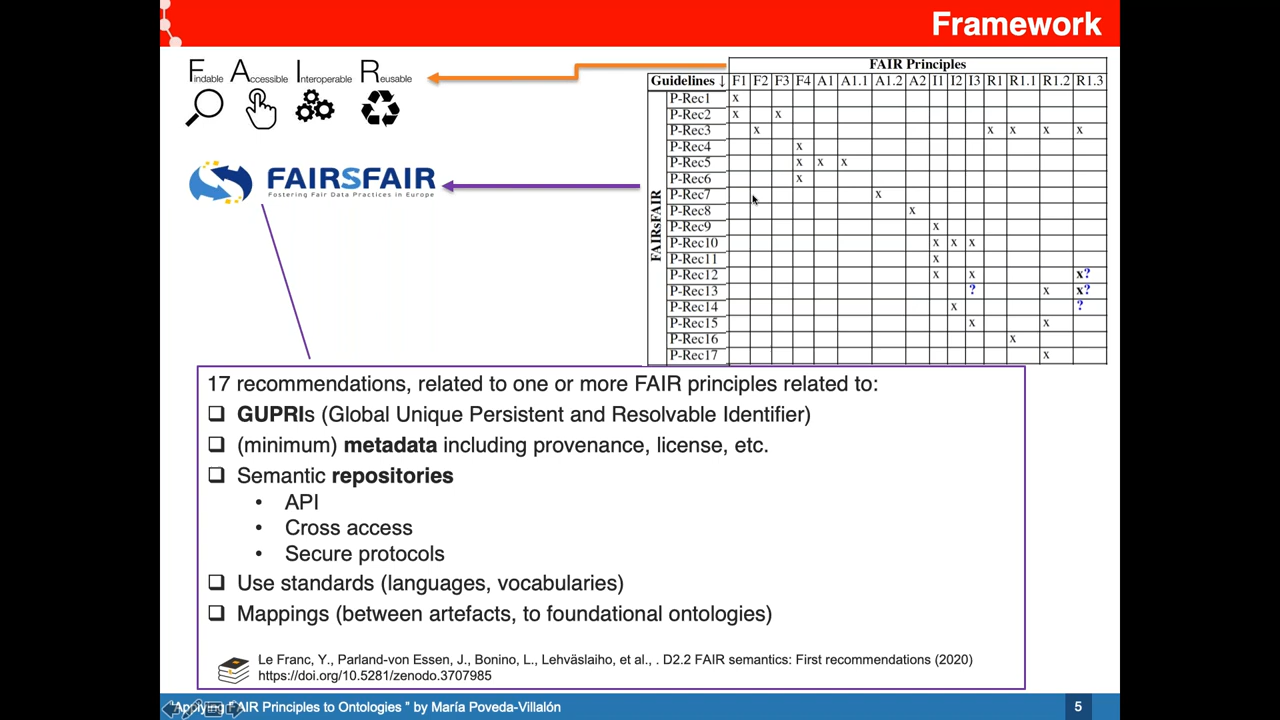 Framework
Findable Accessible Interoperable Reusable
FAIRSFAIR
Fostering Fair Data Practices in Europe
FAIR Principles
Guidelines ↓ F1 F2 F3 F4 A1 A1.1 A1.2 A2 I1 I2 I3 R1 R1.1 R1.2 R1.3
FAIRsFAIR
P-Rec1 x
P-Rec2 x x
P-Rec3 x x x x x
P-Rec4 x
P-Rec5 x x x
P-Rec6 x
P-Rec7 x
P-Rec8 x
P-Rec9 x
P-Rec10 x x x
P-Rec11 x
P-Rec12 x x x?
P-Rec13 ? x x?
P-Rec14 x ?
P-Rec15 x x
P-Rec16 x
P-Rec17 x
17 recommendations, related to one or more FAIR principles related to:
GUPRIs (Global Unique Persistent and Resolvable Identifier)
(minimum) metadata including provenance, license, etc.
Semantic repositories
• API
• Cross access
• Secure protocols
Use standards (languages, vocabularies)
Mappings (between artefacts, to foundational ontologies)
Le Franc, Y., Parland-von Essen, J., Bonino, L., Lehväslaiho, et al., . D2.2 FAIR semantics: First recommendations (2020)
https://doi.org/10.5281/zenodo.3707985
"Applying FAIR Principles to Ontologies " by María Poveda-Villalón
5